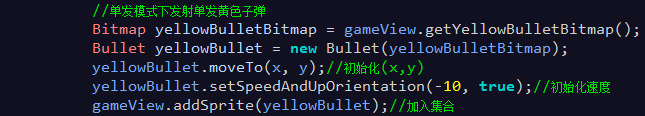 //单发模式下发射单发黄色子弹
Bitmap yellowBulletBitmap = gameView.getYellowBulletBitmap();
Bullet yellowBullet = new Bullet(yellowBulletBitmap);
yellowBullet.moveTo(x, y);//初始化(x,y)
yellowBullet.setSpeedAndUpOrientation(-10, true);//初始化速度
gameView.addSprite(yellowBullet);//加入集合